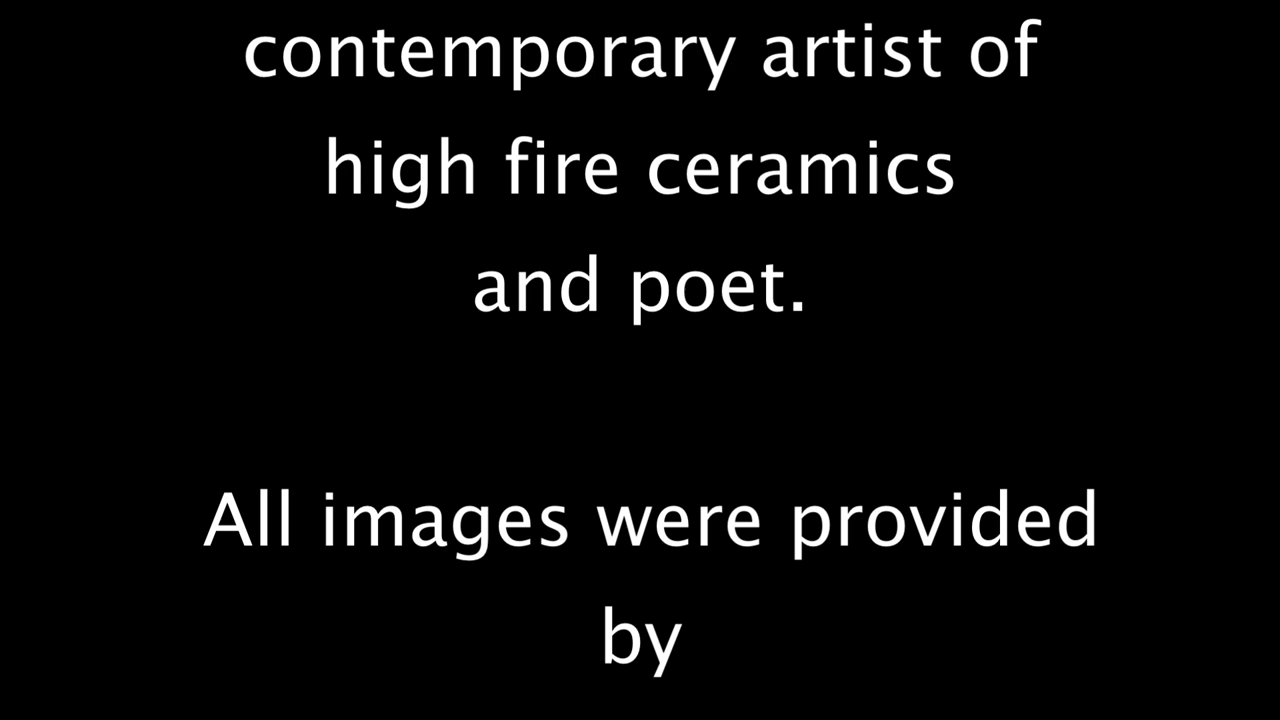 contemporary artist of
high fire ceramics
and poet.
All images were provided
by